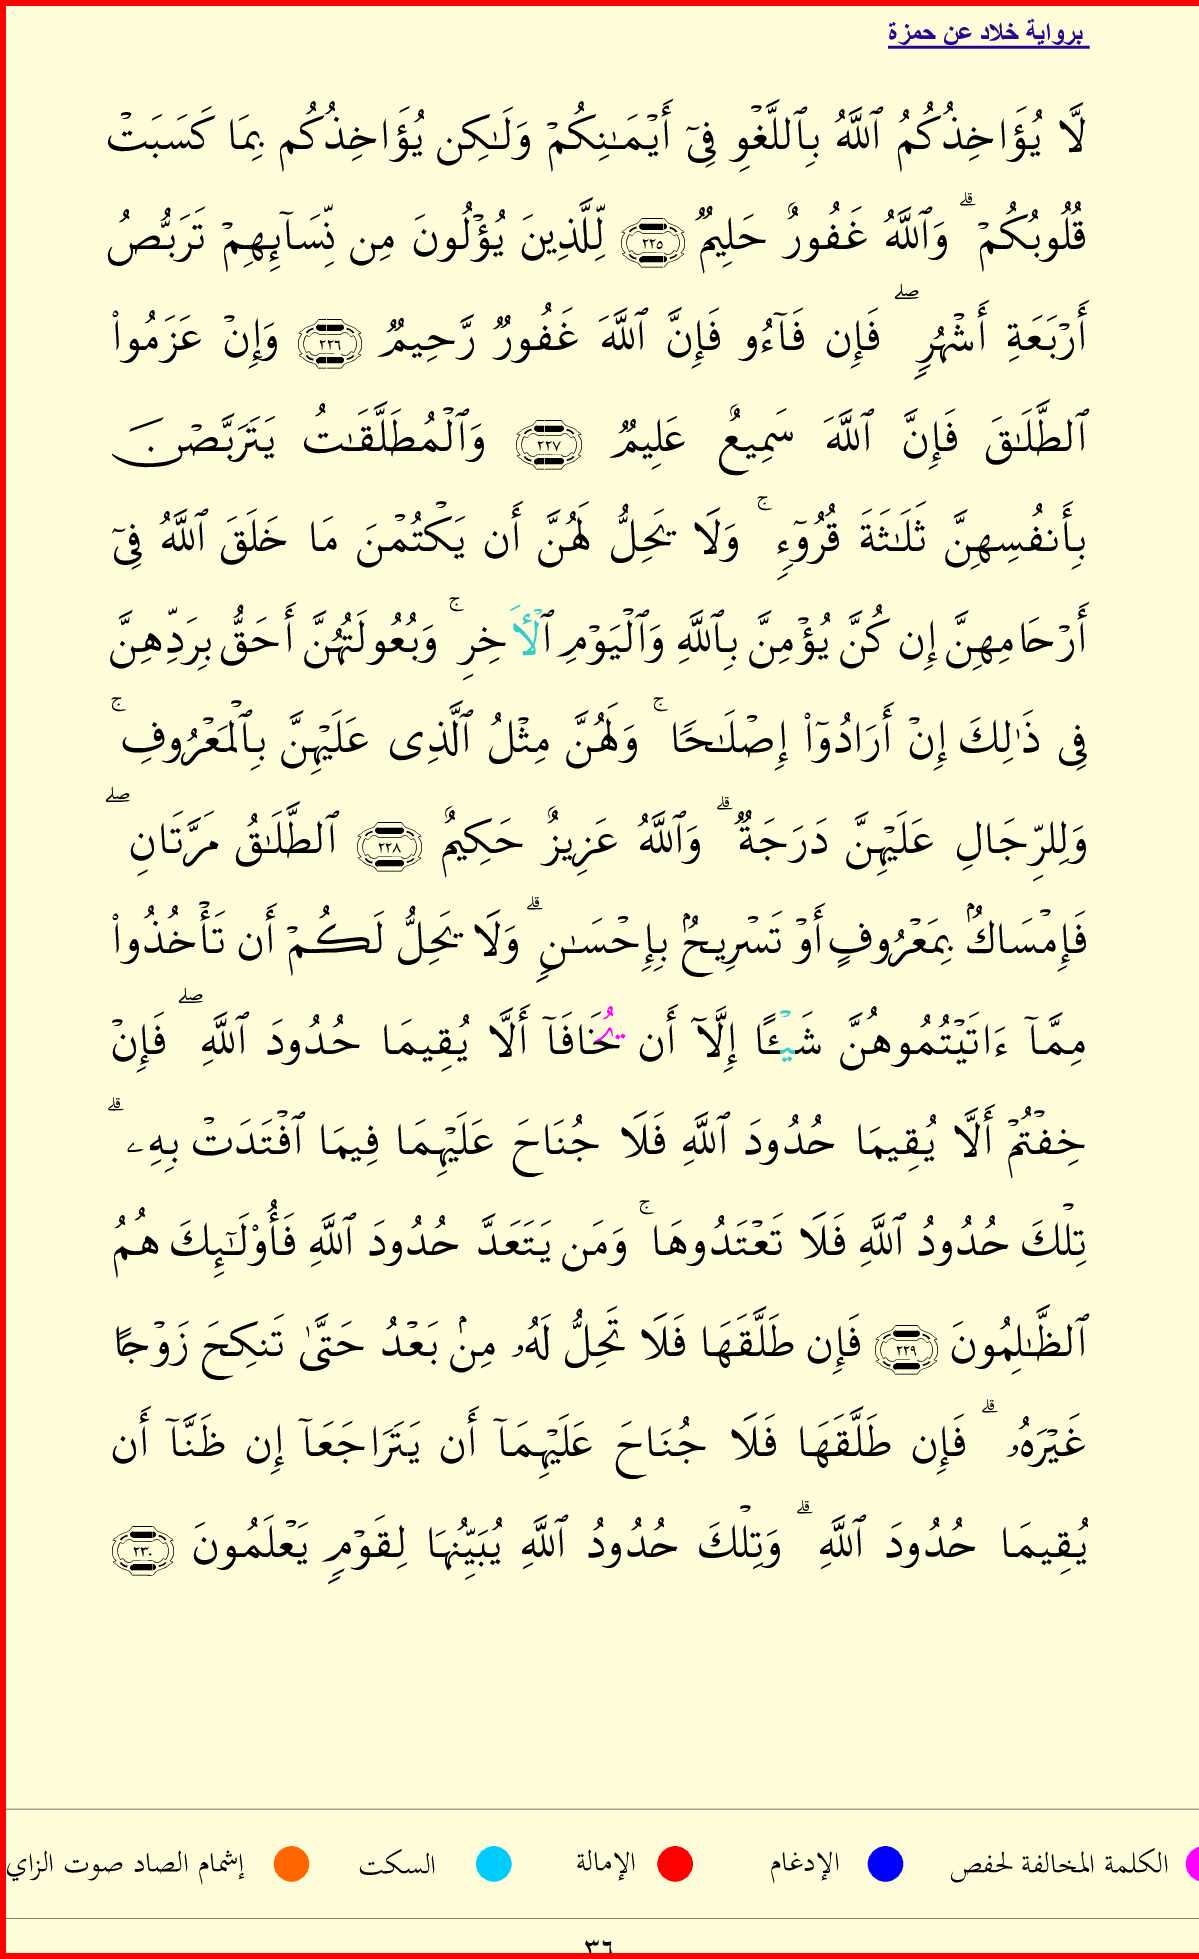 برواية خلاد عن حمزة
لَّا يُؤَاخِذُكُمُ ٱللَّهُ بِٱللَّغْوِ فِىٓ أَيْمَـٰنِكُمْ وَلَـٰكِن يُؤَاخِذُكُم بِمَا كَسَبَتْ
قُلُوبُكُمْ ۗ وَٱللَّهُ غَفُورٌ حَلِيمٌ ٢٢٥ لِّلَّذِينَ يُؤْلُونَ مِن نِّسَآئِهِمْ تَرَبُّصُ
أَرْبَعَةِ أَشْهُرٍ ۖ فَإِن فَآءُو فَإِنَّ ٱللَّهَ غَفُورٌ رَّحِيمٌ ٢٢٦ وَإِنْ عَزَمُوا۟
ٱلطَّلَـٰقَ فَإِنَّ ٱللَّهَ سَمِيعٌ عَلِيمٌ ٢٢٧ وَٱلْمُطَلَّقَـٰتُ يَتَرَبَّصْنَ
بِأَنفُسِهِنَّ ثَلَـٰثَةَ قُرُوٓءٍ ۚ وَلَا يَحِلُّ لَهُنَّ أَن يَكْتُمْنَ مَا خَلَقَ ٱللَّهُ فِىٓ
أَرْحَامِهِنَّ إِن كُنَّ يُؤْمِنَّ بِٱللَّهِ وَٱلْيَوْمِ ٱلْأَخِرِ ۚ وَبُعُولَتُهُنَّ أَحَقُّ بِرَدِّهِنَّ
فِى ذَٰلِكَ إِنْ أَرَادُوٓا۟ إِصْلَـٰحًا ۚ وَلَهُنَّ مِثْلُ ٱلَّذِى عَلَيْهِنَّ بِٱلْمَعْرُوفِ ۚ
وَلِلرِّجَالِ عَلَيْهِنَّ دَرَجَةٌ ۗ وَٱللَّهُ عَزِيزٌ حَكِيمٌ ٢٢٨ ٱلطَّلَـٰقُ مَرَّتَانِ ۖ
فَإِمْسَاكٌۢ بِمَعْرُوفٍ أَوْ تَسْرِيحٌۢ بِإِحْسَـٰنٍ ۗ وَلَا يَحِلُّ لَكُمْ أَن تَأْخُذُوا۟
مِمَّآ ءَاتَيْتُمُوهُنَّ شَيْـًٔا إِلَّآ أَن يُخَافَآ أَلَّا يُقِيمَا حُدُودَ ٱللَّهِ ۖ فَإِنْ
خِفْتُمْ أَلَّا يُقِيمَا حُدُودَ ٱللَّهِ فَلَا جُنَاحَ عَلَيْهِمَا فِيمَا ٱفْتَدَتْ بِهِۦ ۗ
تِلْكَ حُدُودُ ٱللَّهِ فَلَا تَعْتَدُوهَا ۚ وَمَن يَتَعَدَّ حُدُودَ ٱللَّهِ فَأُو۟لَـٰٓئِكَ هُمُ
ٱلظَّـٰلِمُونَ ٢٢٩ فَإِن طَلَّقَهَا فَلَا تَحِلُّ لَهُۥ مِنۢ بَعْدُ حَتَّىٰ تَنكِحَ زَوْجًا
غَيْرَهُۥ ۗ فَإِن طَلَّقَهَا فَلَا جُنَاحَ عَلَيْهِمَآ أَن يَتَرَاجَعَآ إِن ظَنَّآ أَن
يُقِيمَا حُدُودَ ٱللَّهِ ۗ وَتِلْكَ حُدُودُ ٱللَّهِ يُبَيِّنُهَا لِقَوْمٍ يَعْلَمُونَ ٢٣٠
الكلمة المخالفة لحفص الإدغام الإمالة السكت إشمام الصاد صوت الزاي
٣٦